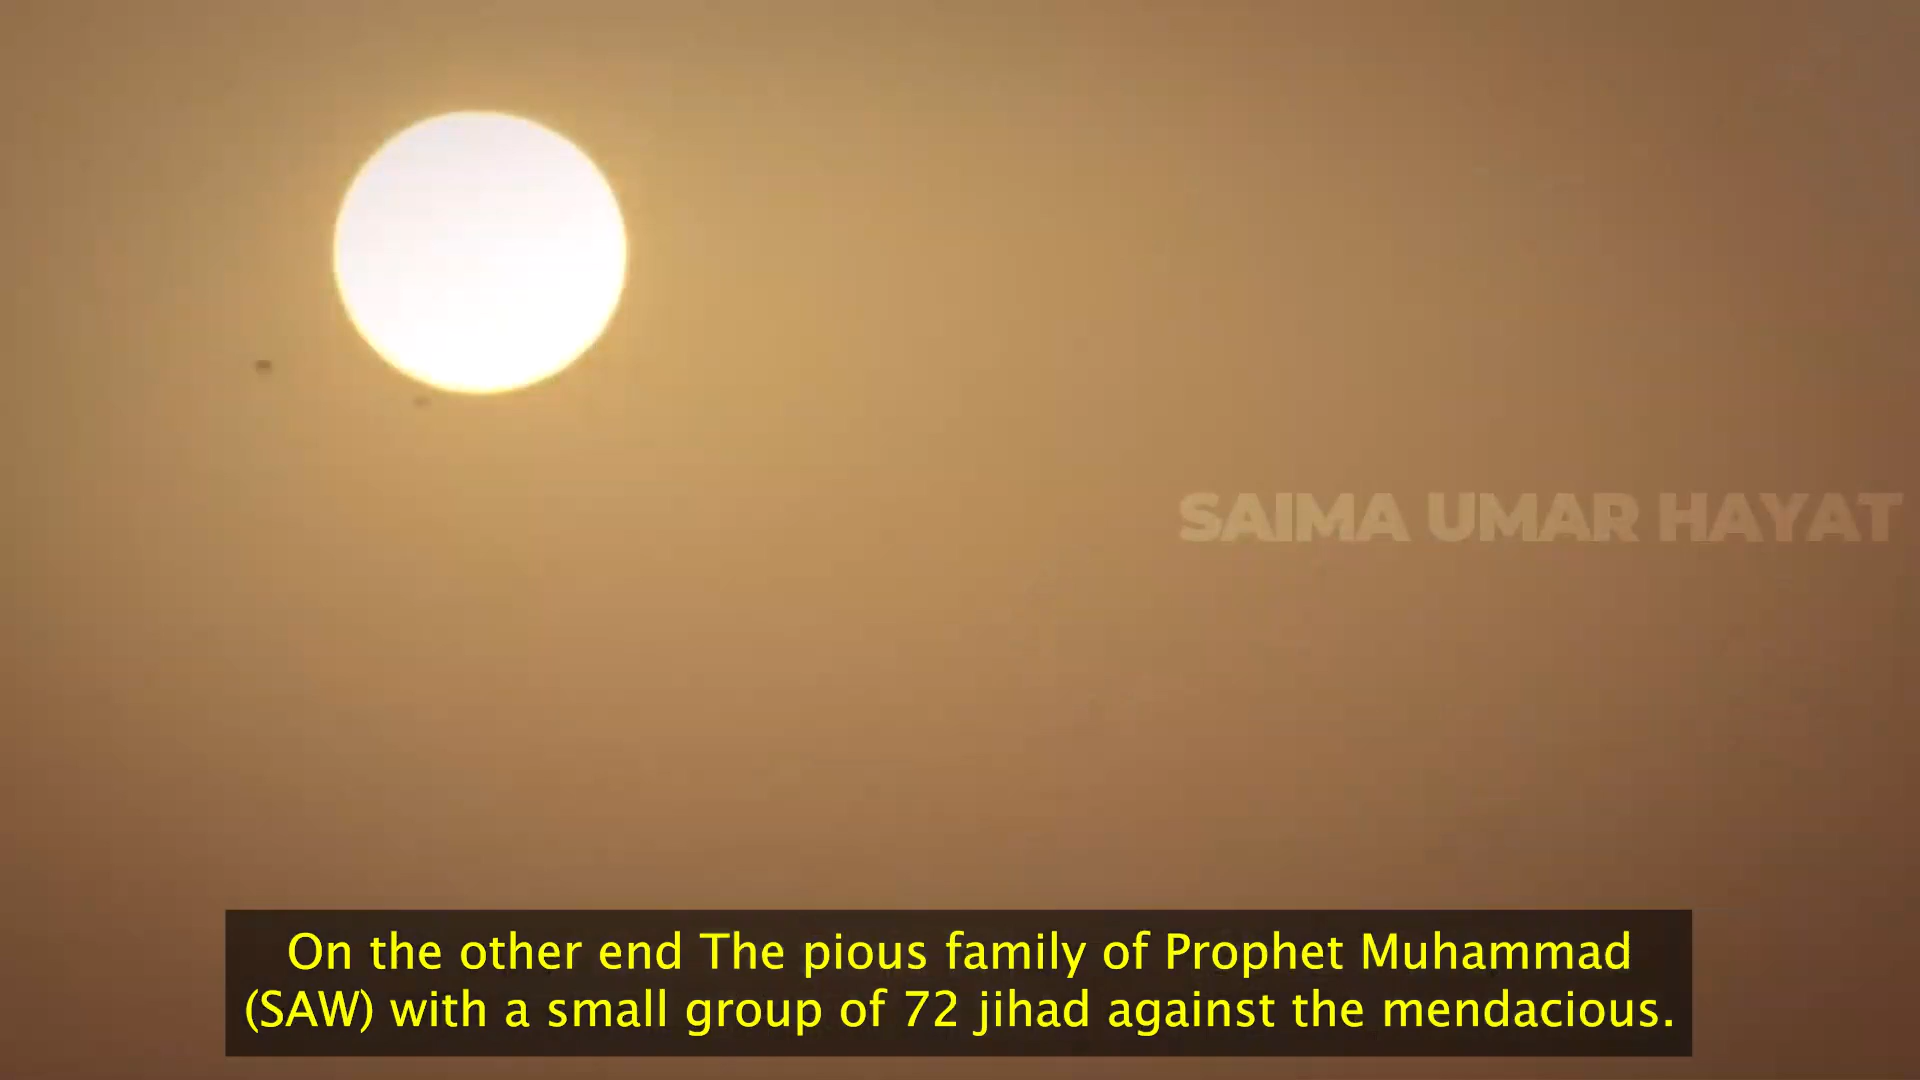 SAIMA UMAR HAYAT
On the other end The pious family of Prophet Muhammad
(SAW) with a small group of 72 jihad against the mendacious.